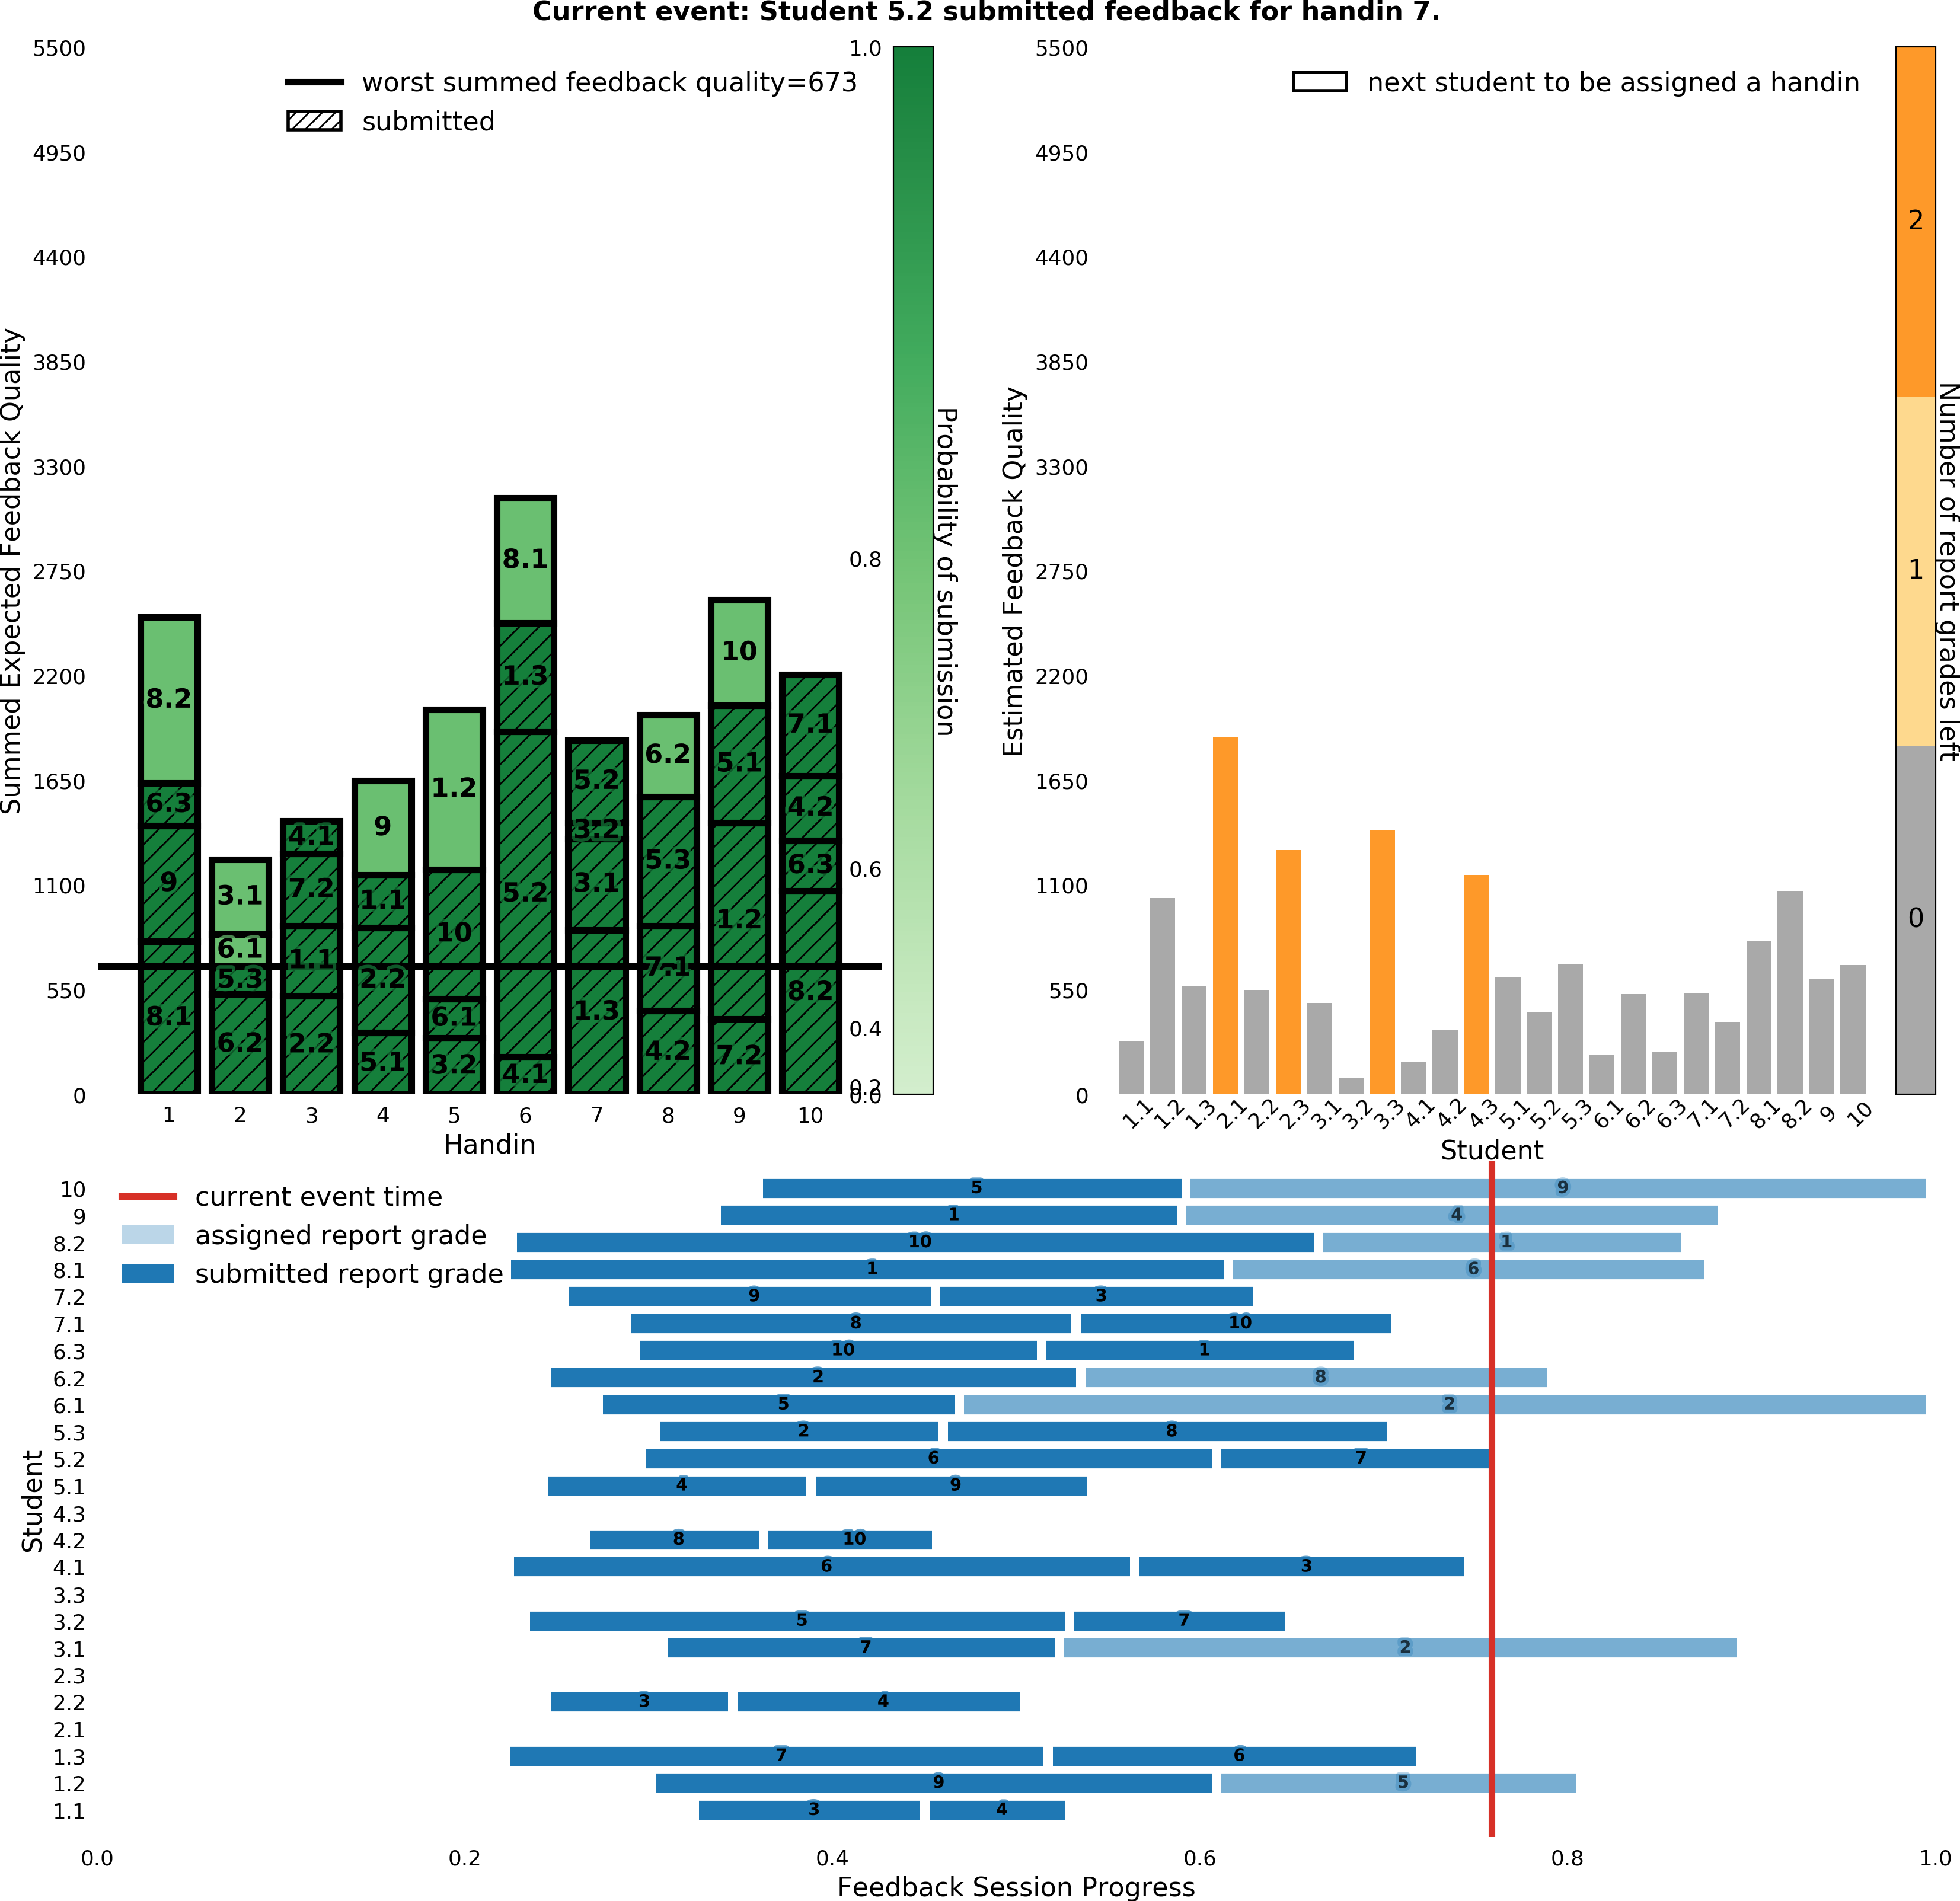 Current event: Student 5.2 submitted feedback for handin 7.
worst summed feedback quality=673
submitted
Summed Expected Feedback Quality
5500
4950
4400
3850
3300
2750
2200
1650
1100
550
0
8.2
6.3
9
8.1
3.1
6.1
5.3
6.2
4.1
7.2
1.1
2.2
9
1.1
2.2
5.1
1.2
10
6.1
3.2
8.1
1.3
5.2
4.1
5.2
3.2
3.1
1.3
6.2
5.3
7.1
4.2
10
5.1
1.2
7.2
7.1
4.2
6.3
8.2
1 2 3 4 5 6 7 8 9 10
Handin
1.0
0.8
0.6
0.4
0.2
0.0
Probability of submission
next student to be assigned a handin
Estimated Feedback Quality
5500
4950
4400
3850
3300
2750
2200
1650
1100
550
0
1.1 1.2 1.3 2.1 2.2 2.3 3.1 3.2 3.3 4.1 4.2 4.3 5.1 5.2 5.3 6.1 6.2 6.3 7.1 7.2 8.1 8.2 9 10
Student
2
1
0
Number of report grades left
current event time
assigned report grade
submitted report grade
Student
10 5 9
9 1 4
8.2 10 1
8.1 1 6
7.2 9 3
7.1 8 10
6.3 10 1
6.2 2 8
6.1 5 2
5.3 2 8
5.2 6 7
5.1 4 9
4.3
4.2 8 10
4.1 6 3
3.3
3.2 5 7
3.1 7 2
2.3
2.2 3 4
2.1
1.3 7 6
1.2 9 5
1.1 3 4
0.0 0.2 0.4 0.6 0.8 1.0
Feedback Session Progress